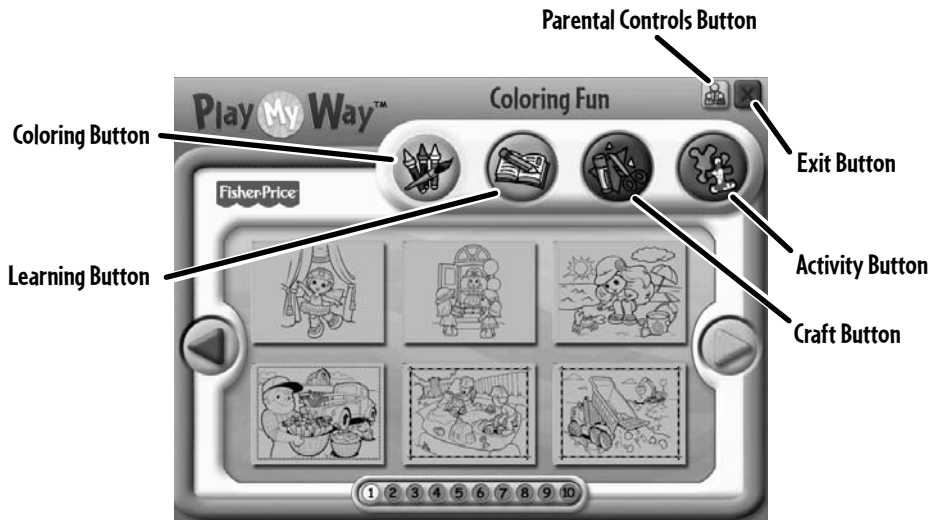 Parental Controls Button
Play My Way™
Coloring Fun
Coloring Button
Exit Button
Fisher-Price
Learning Button
Activity Button
Craft Button
1 2 3 4 5 6 7 8 9 10